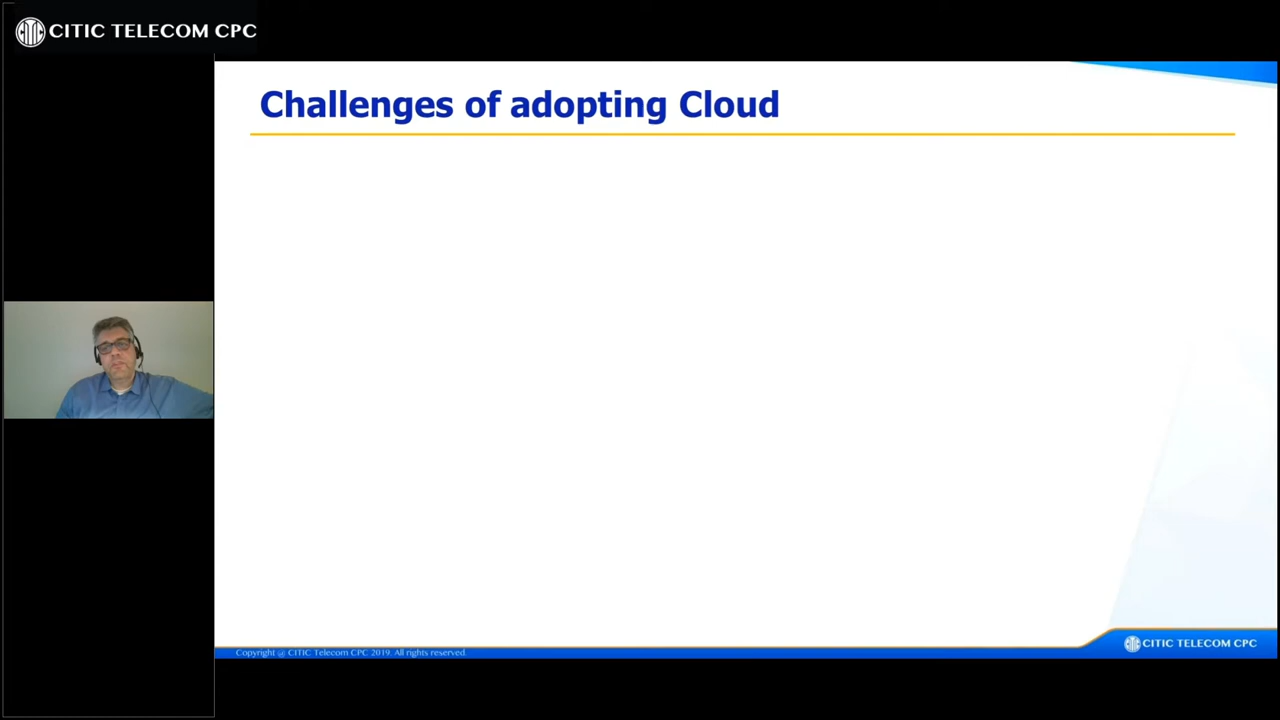 CITIC TELECOM CPC
Challenges of adopting Cloud
Copyright @ CITIC Telecom CPC 2019. All rights reserved.
CITIC TELECOM CPC